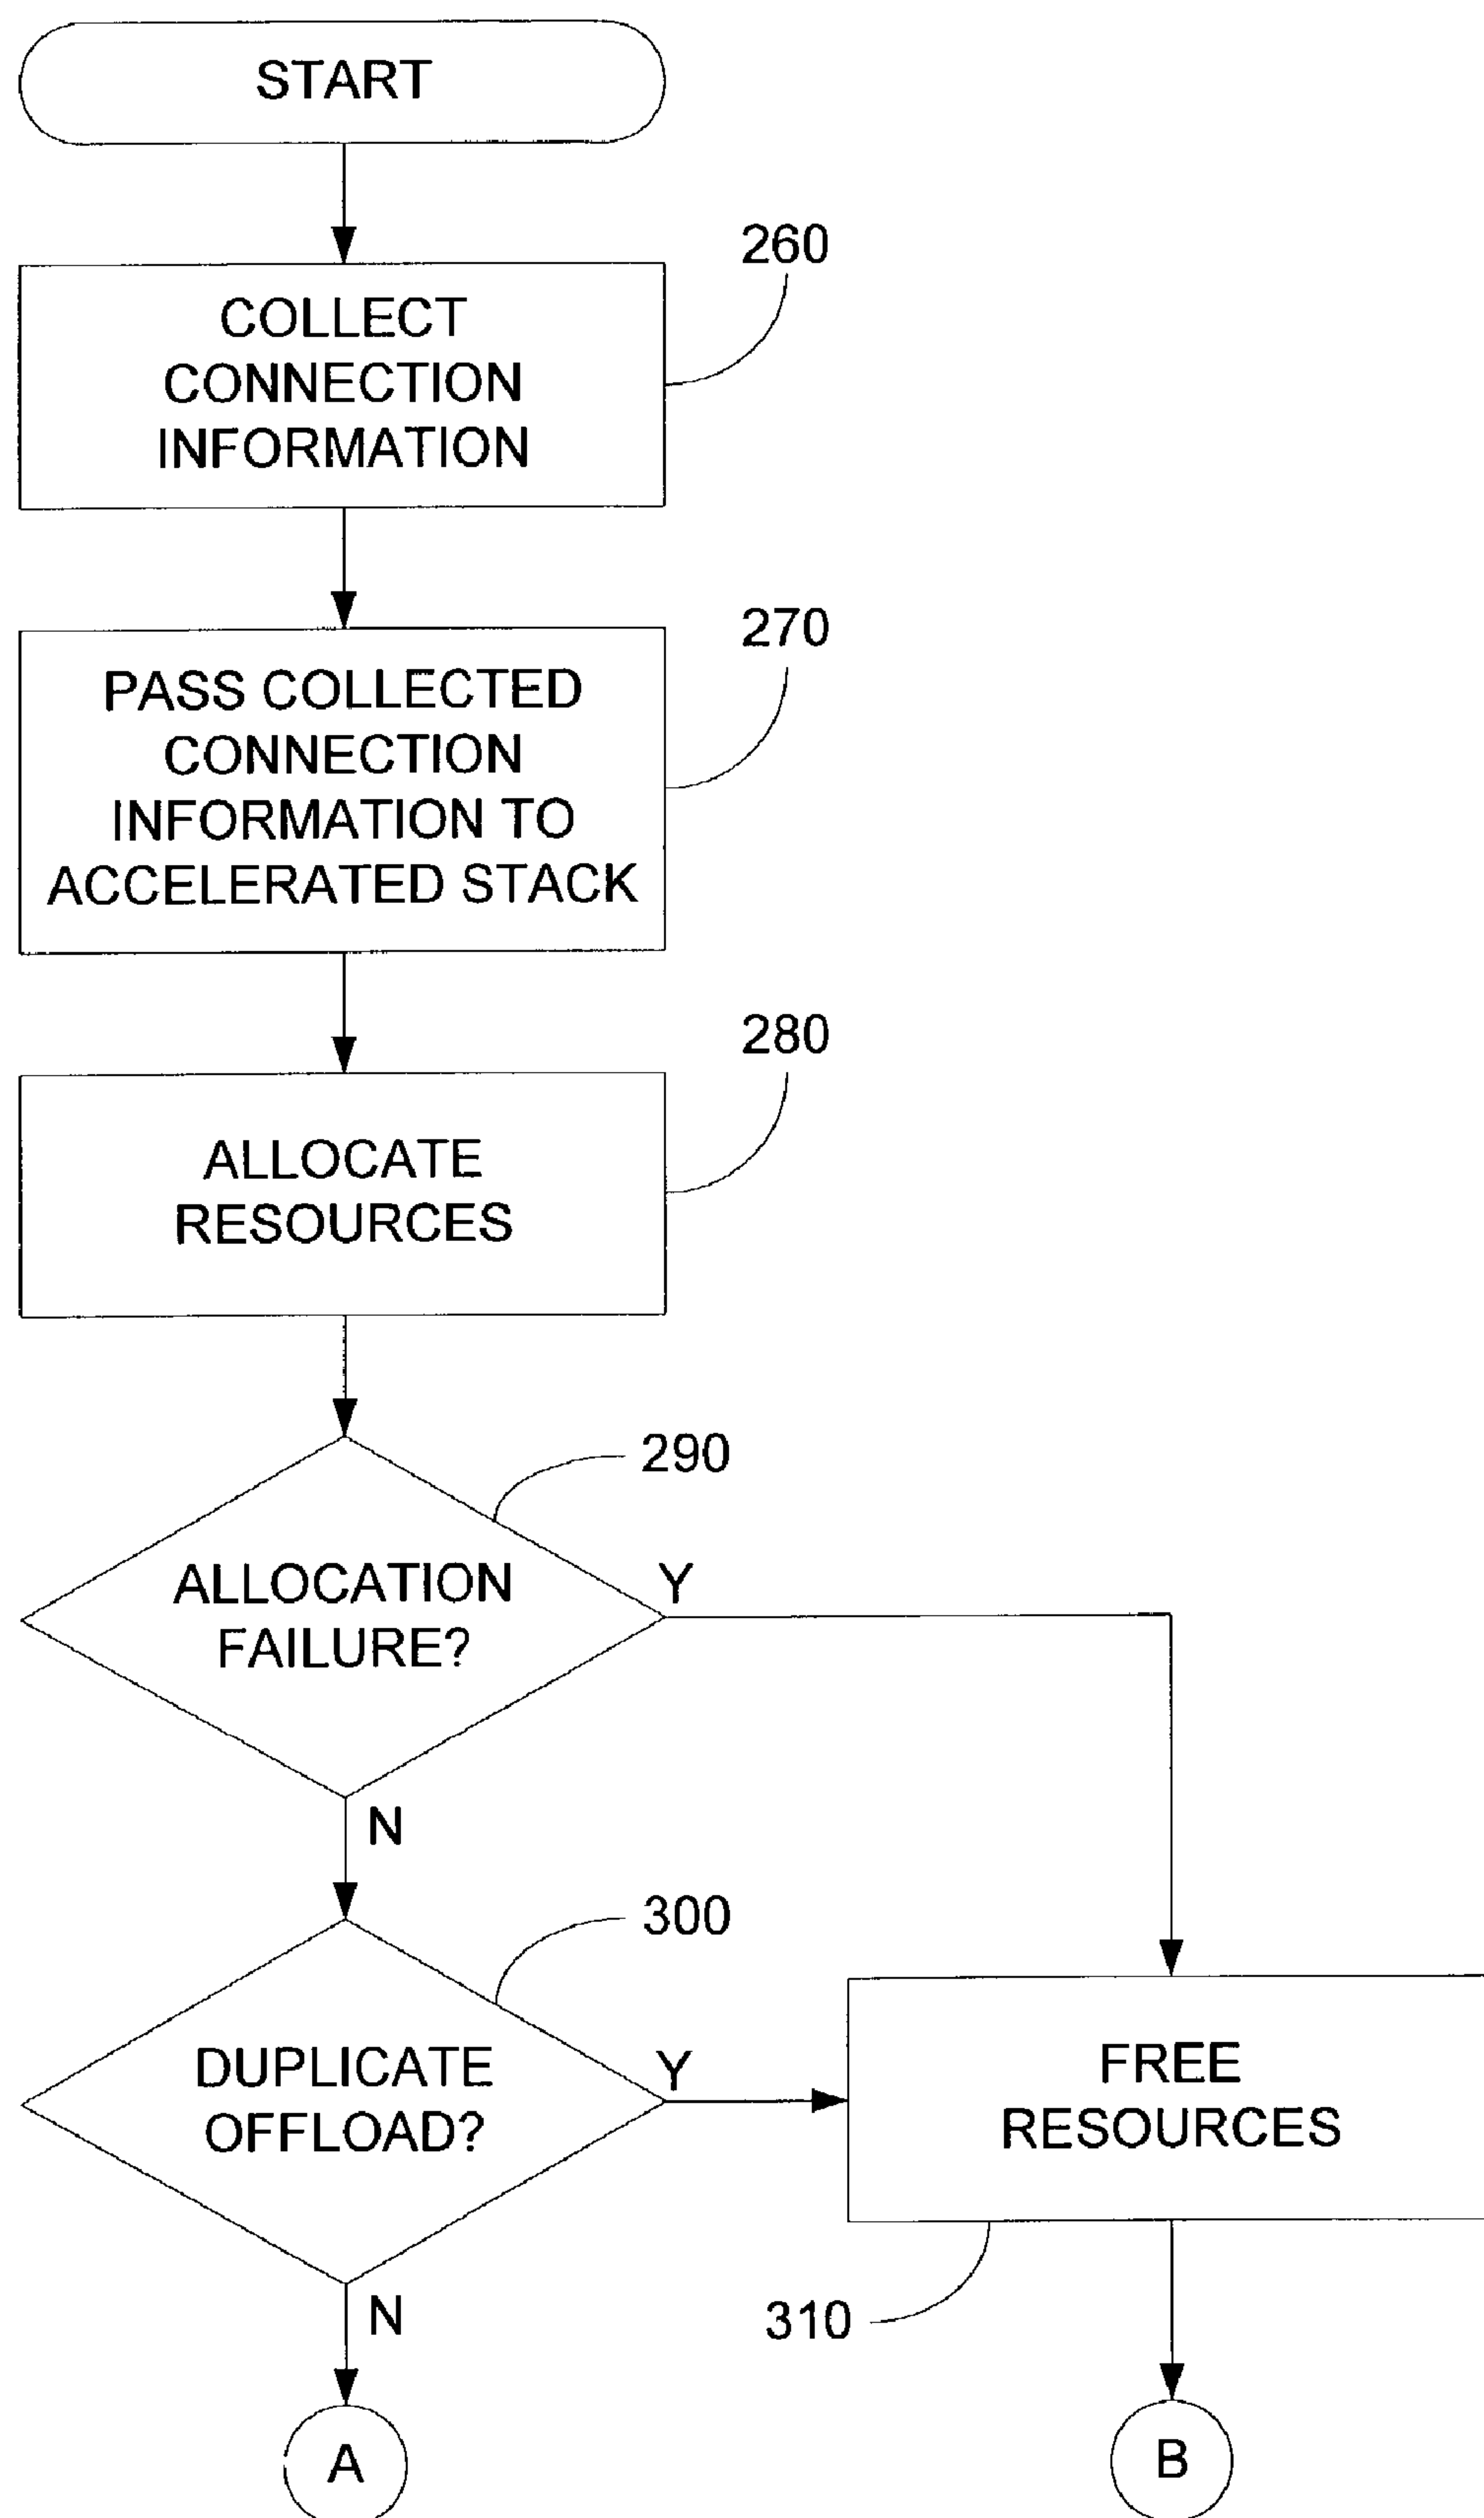 START
260
COLLECT
CONNECTION
INFORMATION
270
PASS COLLECTED
CONNECTION
INFORMATION TO
ACCELERATED STACK
280
ALLOCATE
RESOURCES
290
ALLOCATION
FAILURE?
Y
N
300
DUPLICATE
OFFLOAD?
Y
FREE
RESOURCES
310
N
A
B